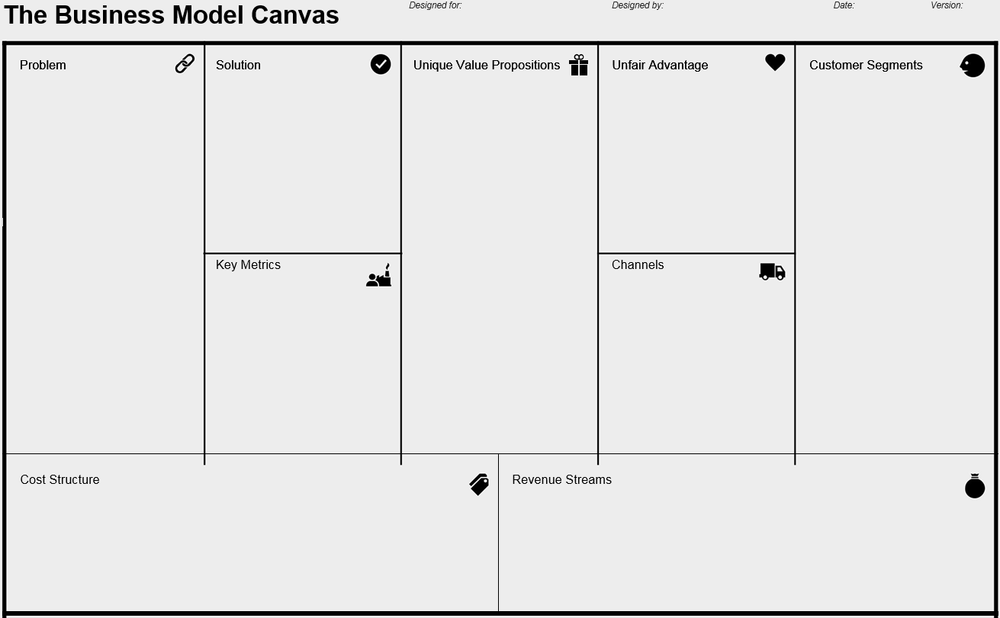 The Business Model Canvas
Designed for:
Designed by:
Date:
Version:
Problem
Solution
Unique Value Propositions
Unfair Advantage
Customer Segments
Key Metrics
Channels
Cost Structure
Revenue Streams